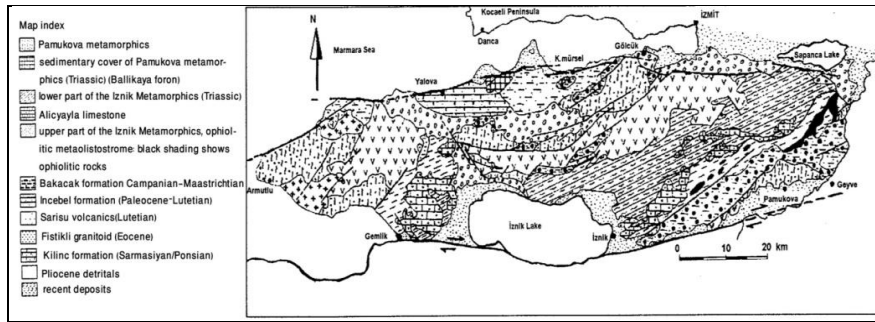 Map index
Pamukova metamorphics
sedimentary cover of Pamukova metamor-
phics (Triassic) (Ballikaya foron)
lower part of the Iznik Metamorphics (Triassic)
Alicyayla limestone
upper part of the Iznik Metamorphics, ophiol-
itic metaolistostrome: black shading shows
ophiolitic rocks
Bakacak formation Campanian-Maastrichtian
Incebel formation (Paleocene-Lutetian)
Sarisu volcanics(Lutetian)
Fistikli granitoid (Eocene)
Kilinc formation (Sarmasiyan/Ponsian)
Pliocene detritals
recent deposits
N
Marmara Sea
Kocaeli Peninsula
Danca
İZMİT
Gölcük
Sapanca Lake
K.mürsel
Yalova
Armutlu
Gemlik
İznik Lake
İznik
Pamukova
Geyve
0 10 20 km